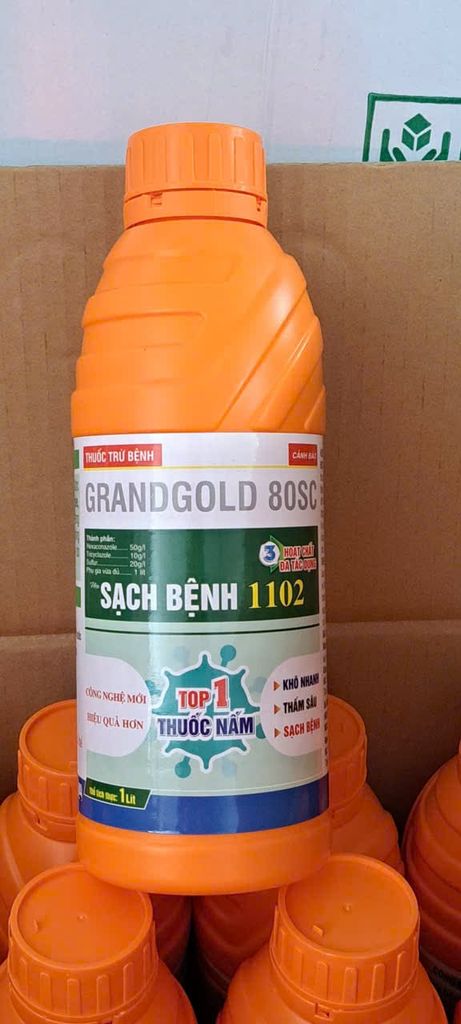 THUỐC TRỪ BỆNH
CẢNH BÁO
GRANDGOLD 80SC
Thành phần:
Hexaconazole 50g/l
Tricyclazole 10g/l
Sulfur 20g/l
Phụ gia vừa đủ 1 lít
3 HOẠT CHẤT
ĐA TÁC DỤNG
SẠCH BỆNH 1102
CÔNG NGHỆ MỚI
HIỆU QUẢ HƠN
TOP 1
THUỐC NẤM
KHÔ NHANH
THẤM SÂU
SẠCH BỆNH
Thể tích thực: 1 Lít